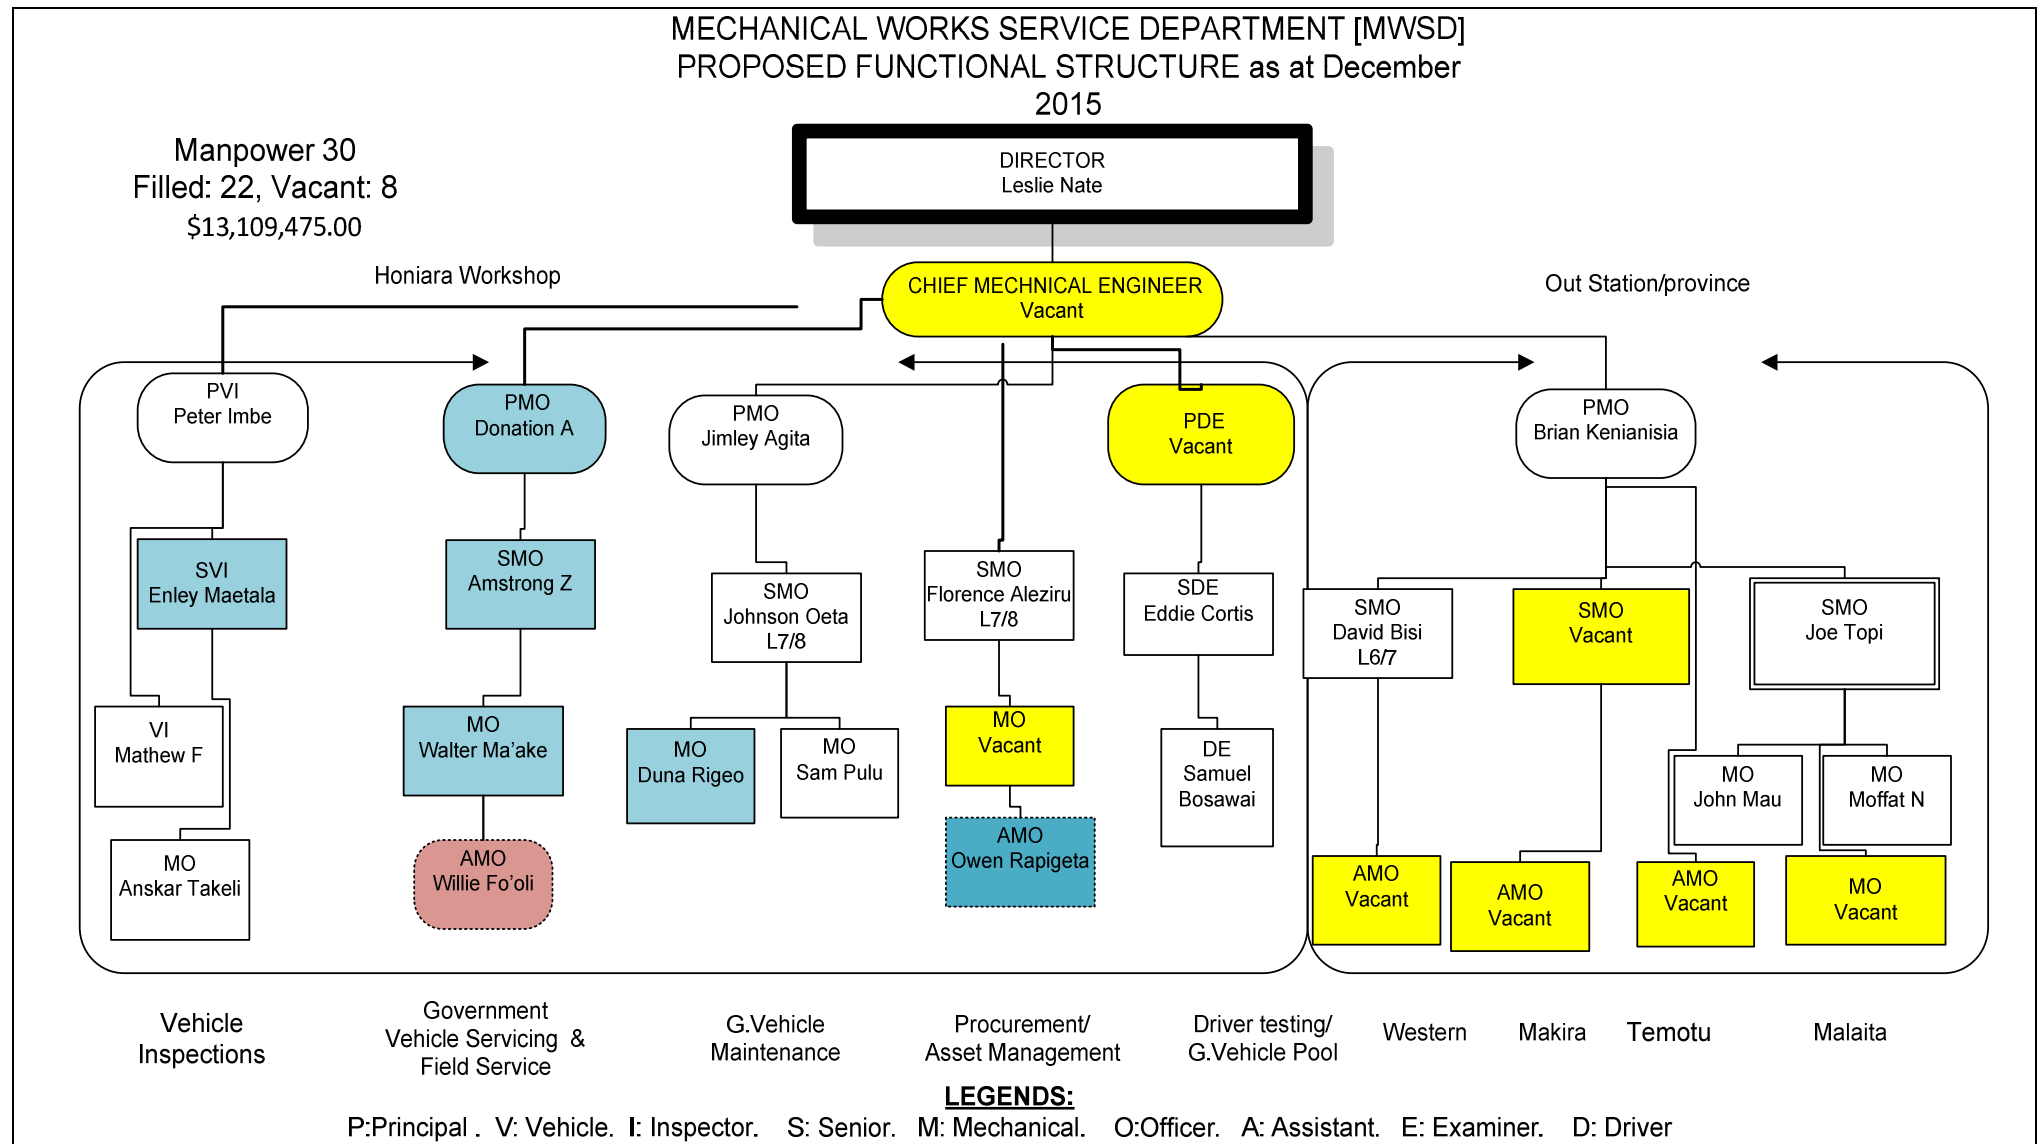 MECHANICAL WORKS SERVICE DEPARTMENT [MWSD]
PROPOSED FUNCTIONAL STRUCTURE as at December
2015
Manpower 30
Filled: 22, Vacant: 8
$13,109,475.00
DIRECTOR
Leslie Nate
Honiara Workshop
CHIEF MECHNICAL ENGINEER
Vacant
Out Station/province
PVI
Peter Imbe
PMO
Donation A
PMO
Jimley Agita
PDE
Vacant
PMO
Brian Kenianisia
SVI
Enley Maetala
SMO
Amstrong Z
SMO
Johnson Oeta
L7/8
SMO
Florence Aleziru
L7/8
SDE
Eddie Cortis
SMO
David Bisi
L6/7
SMO
Vacant
SMO
Joe Topi
VI
Mathew F
MO
Walter Ma'ake
MO
Duna Rigeo
MO
Sam Pulu
MO
Vacant
DE
Samuel
Bosawai
MO
John Mau
MO
Moffat N
MO
Anskar Takeli
AMO
Willie Fo'oli
AMO
Owen Rapigeta
AMO
Vacant
AMO
Vacant
AMO
Vacant
MO
Vacant
Vehicle
Inspections
Government
Vehicle Servicing &
Field Service
G.Vehicle
Maintenance
Procurement/
Asset Management
Driver testing/
G.Vehicle Pool
Western
Makira
Temotu
Malaita
LEGENDS:
P:Principal . V: Vehicle. I: Inspector. S: Senior. M: Mechanical. O:Officer. A: Assistant. E: Examiner. D: Driver